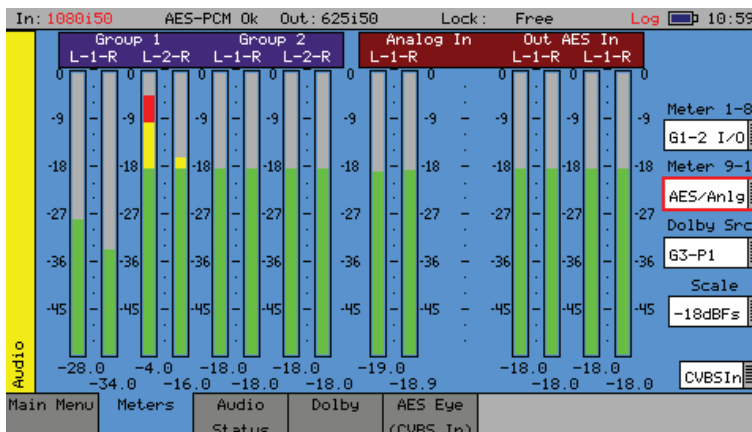 In: 1080i50 AES-PCM Ok Out: 625i50 Lock: Free Log 10:59
Group 1 Group 2 Analog In Out AES In
L-1-R L-2-R L-1-R L-2-R L-1-R L-1-R L-1-R
0 0 0 0 0 0 0 0 0
-9 -9 -9 -9 -9 -9 -9 -9 -9
-18 -18 -18 -18 -18 -18 -18 -18 -18
-27 -27 -27 -27 -27 -27 -27 -27 -27
-36 -36 -36 -36 -36 -36 -36 -36 -36
-45 -45 -45 -45 -45 -45 -45 -45 -45
-28.0 -4.0 -18.0 -18.0 -19.0 -18.0 -18.0
-34.0 -16.0 -18.0 -18.0 -18.9 -18.0 -18.0
Meter 1-8
G1-2 I/O
Meter 9-1
AES/Anlg
Dolby Src
G3-P1
Scale
-18dBFs
CVBSIn
Audio
Main Menu Meters Audio Dolby AES Eye
Status (CVBS In)